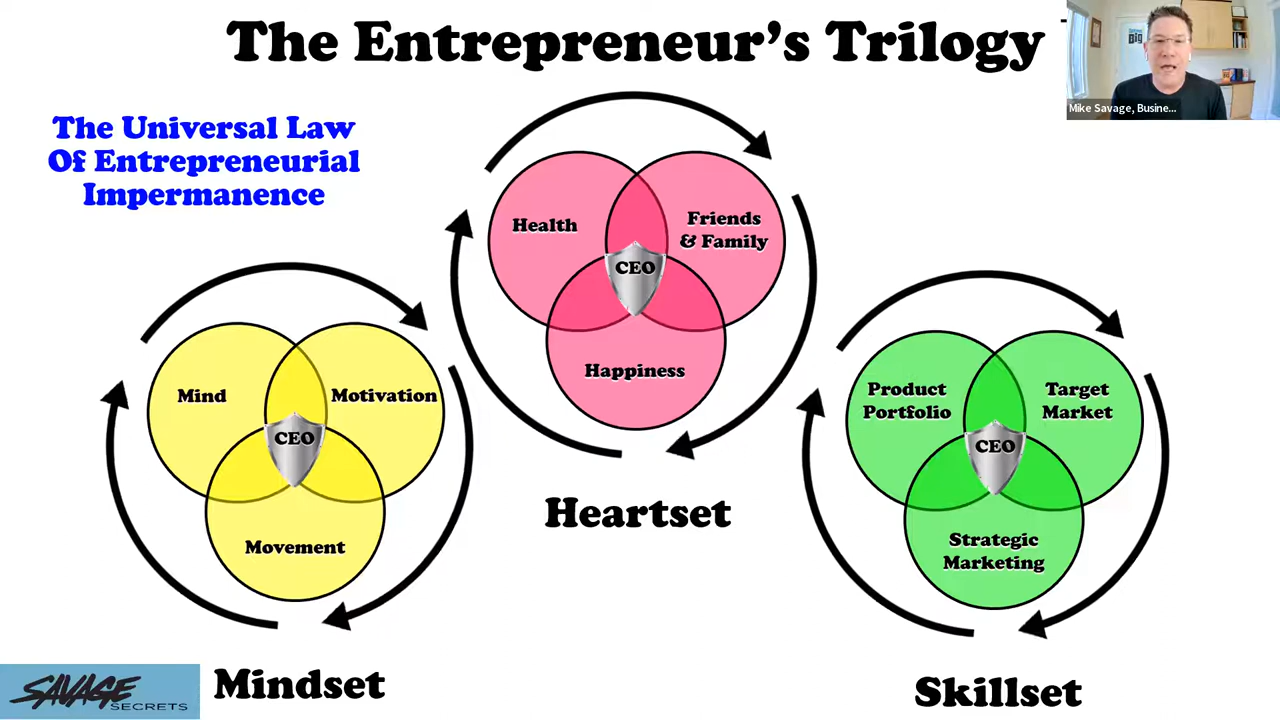 The Entrepreneur's Trilogy
Mike Savage, Busine...
The Universal Law
Of Entrepreneurial
Impermanence
Health
Friends
& Family
CEO
Happiness
Heartset
Mind
Motivation
CEO
Movement
Mindset
Product
Portfolio
Target
Market
CEO
Strategic
Marketing
Skillset
SAVAGE
SECRETS